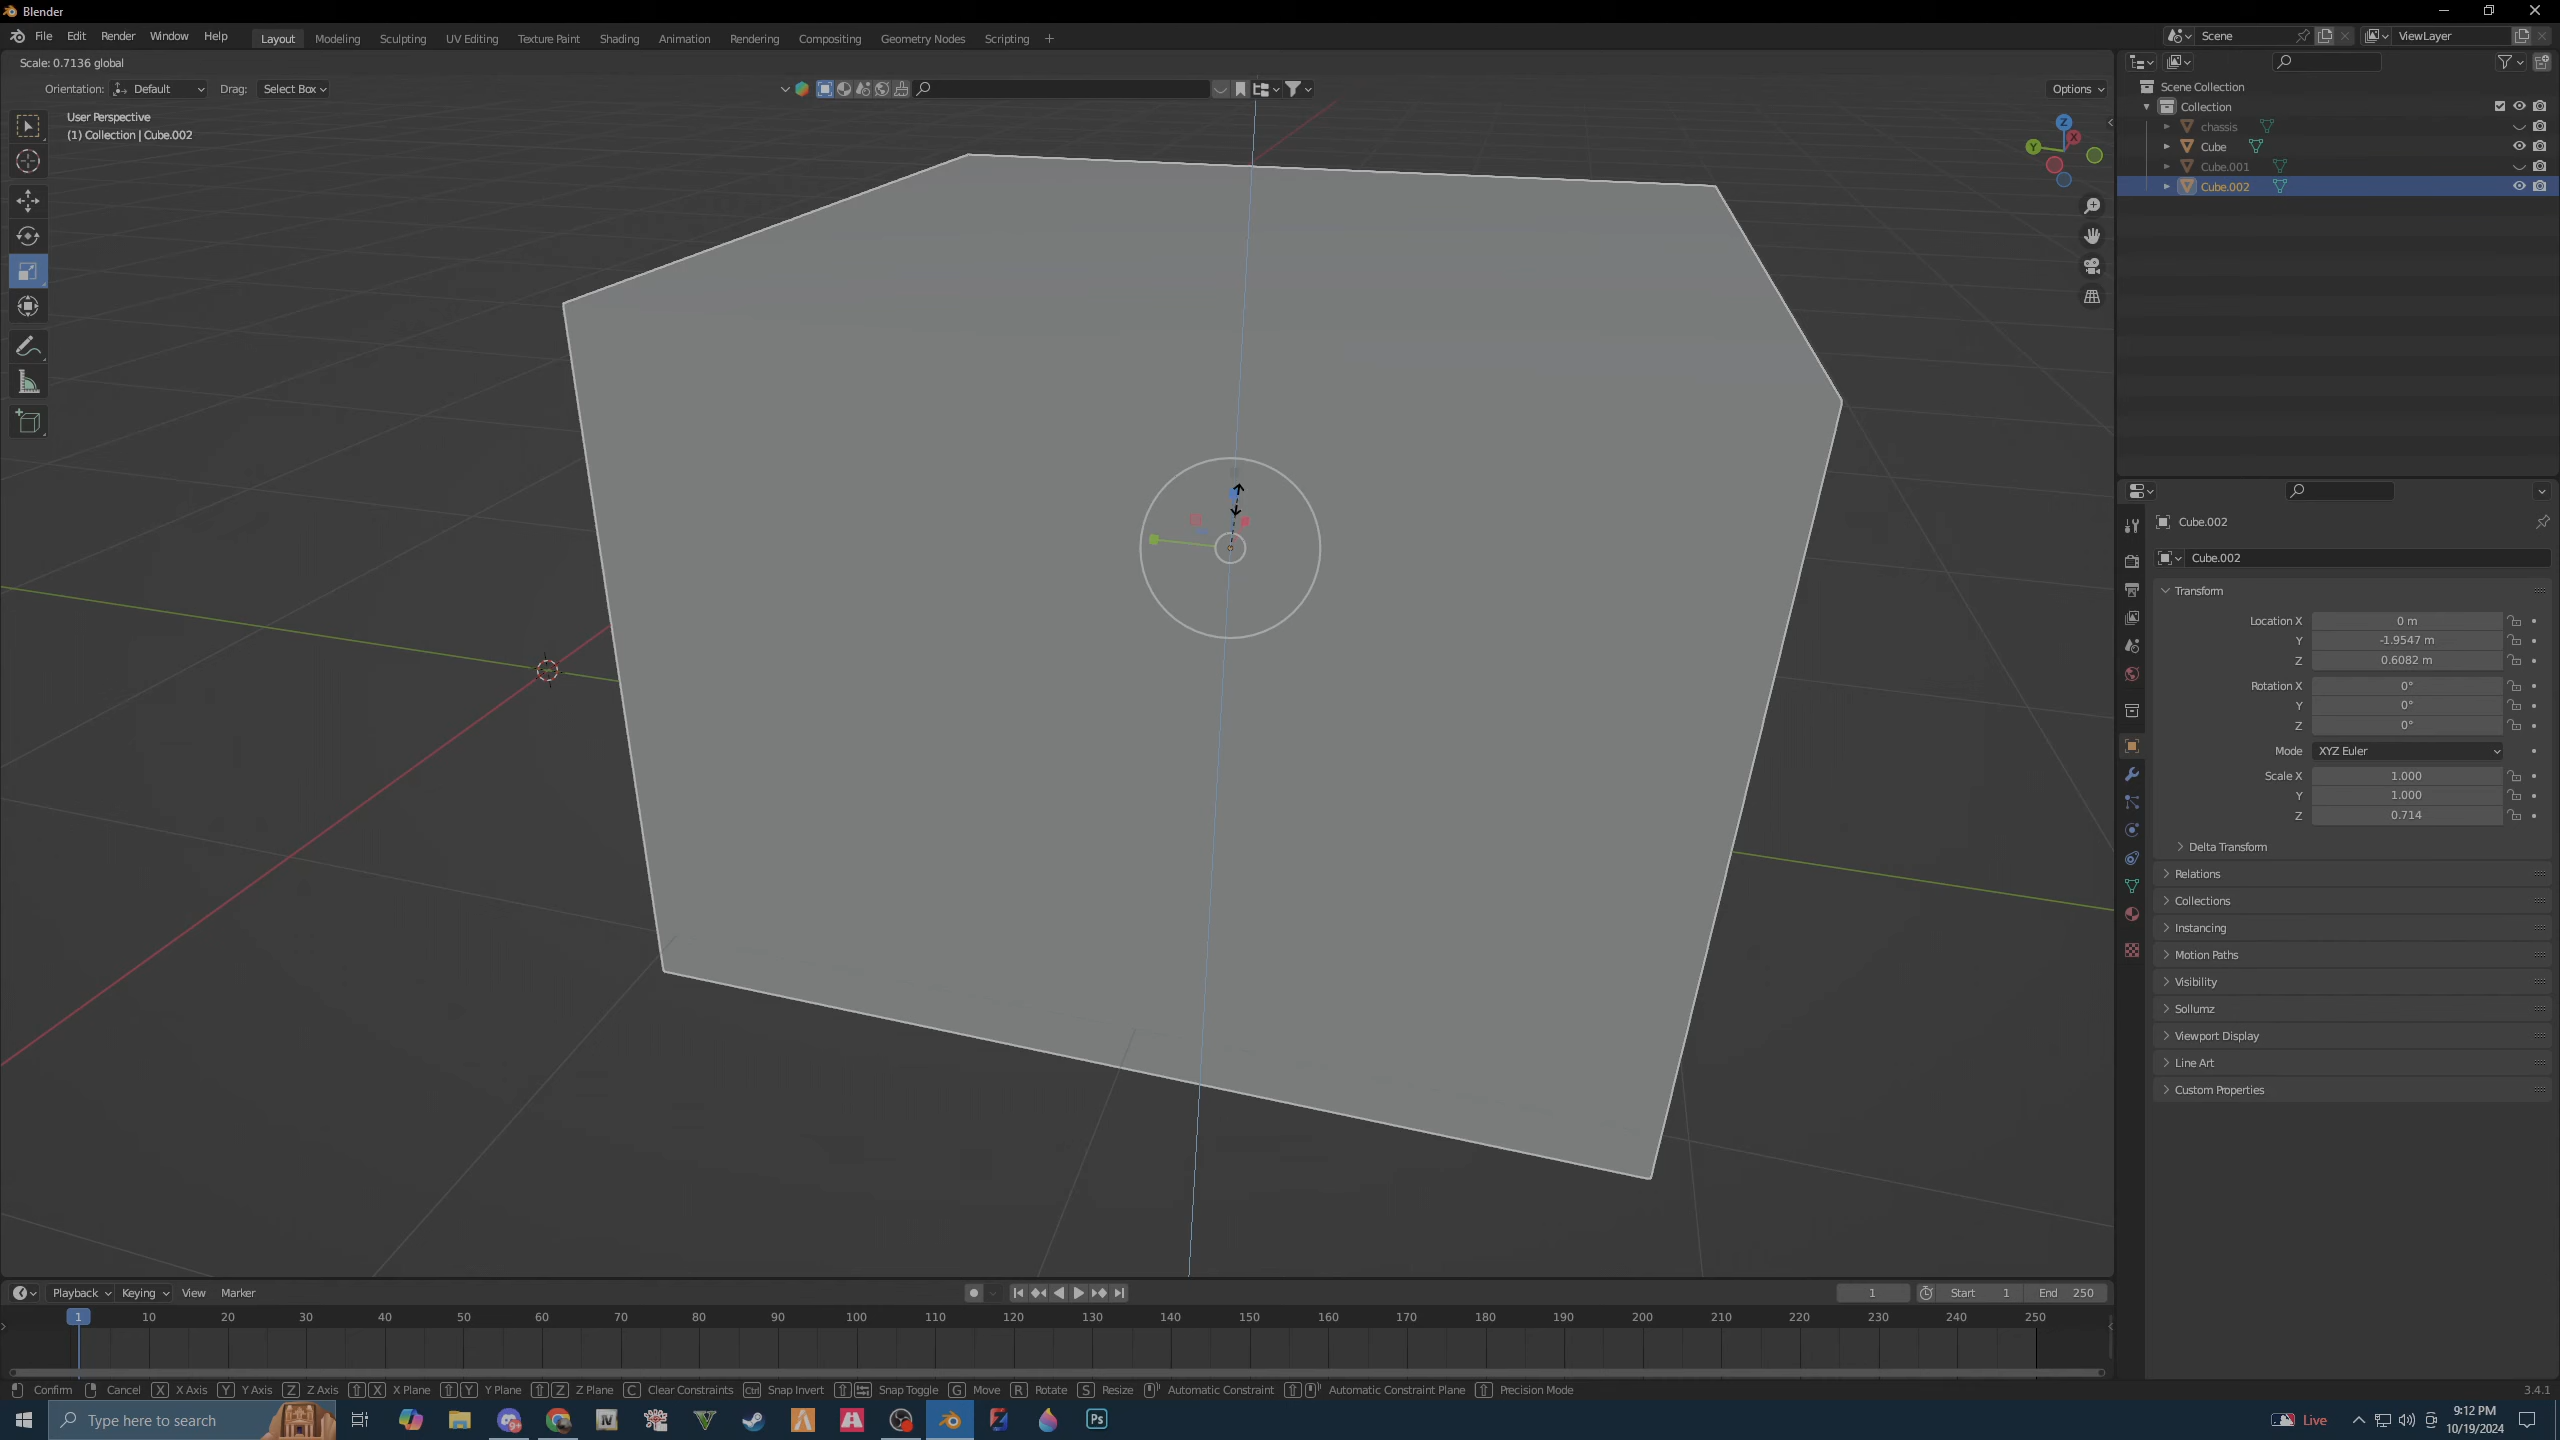 Blender
File Edit Render Window Help
Layout Modeling Sculpting UV Editing Texture Paint Shading Animation Rendering Compositing Geometry Nodes Scripting +
Scene
ViewLayer
Scale: 0.7136 global
Orientation: Default Drag: Select Box
Options
User Perspective
(1) Collection | Cube.002
Z
X
Y
Scene Collection
Collection
chassis
Cube
Cube.001
Cube.002
Cube.002
Cube.002
Transform
Location X 0 m
Y -1.9547 m
Z 0.6082 m
Rotation X 0°
Y 0°
Z 0°
Mode XYZ Euler
Scale X 1.000
Y 1.000
Z 0.714
Delta Transform
Relations
Collections
Instancing
Motion Paths
Visibility
Sollumz
Viewport Display
Line Art
Custom Properties
Playback Keying View Marker
1 Start 1 End 250
1 10 20 30 40 50 60 70 80 90 100 110 120 130 140 150 160 170 180 190 200 210 220 230 240 250
Confirm Cancel X X Axis Y Y Axis Z Z Axis X X Plane Y Y Plane Z Z Plane C Clear Constraints Ctrl Snap Invert Snap Toggle G Move R Rotate S Resize Automatic Constraint Automatic Constraint Plane Precision Mode
3.4.1
Type here to search
Ps
Live
9:12 PM
10/19/2024